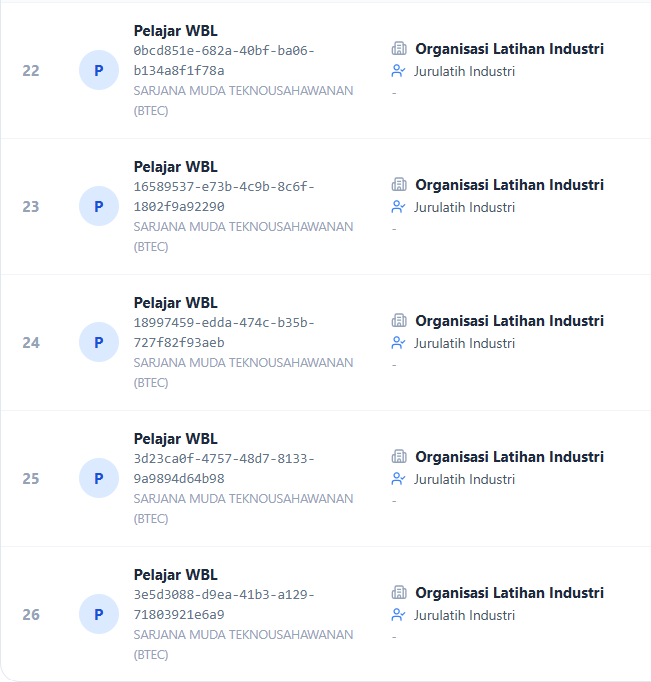 22
P
Pelajar WBL
0bcd851e-682a-40bf-ba06-
b134a8f1f78a
SARJANA MUDA TEKNOUSAHAWANAN
(BTEC)
Organisasi Latihan Industri
Jurulatih Industri
-
23
P
Pelajar WBL
16589537-e73b-4c9b-8c6f-
1802f9a92290
SARJANA MUDA TEKNOUSAHAWANAN
(BTEC)
Organisasi Latihan Industri
Jurulatih Industri
-
24
P
Pelajar WBL
18997459-edda-474c-b35b-
727f82f93aeb
SARJANA MUDA TEKNOUSAHAWANAN
(BTEC)
Organisasi Latihan Industri
Jurulatih Industri
-
25
P
Pelajar WBL
3d23ca0f-4757-48d7-8133-
9a9894d64b98
SARJANA MUDA TEKNOUSAHAWANAN
(BTEC)
Organisasi Latihan Industri
Jurulatih Industri
-
26
P
Pelajar WBL
3e5d3088-d9ea-41b3-a129-
71803921e6a9
SARJANA MUDA TEKNOUSAHAWANAN
(BTEC)
Organisasi Latihan Industri
Jurulatih Industri
-